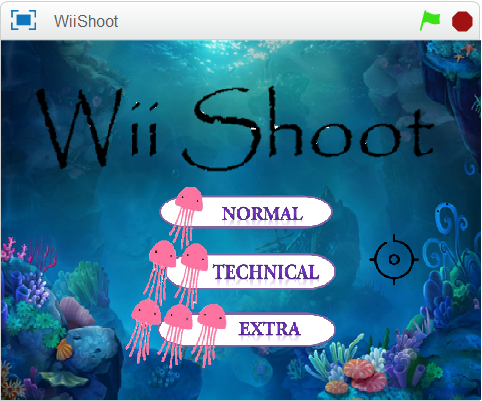 WiiShoot
Wii Shoot
NORMAL
TECHNICAL
EXTRA